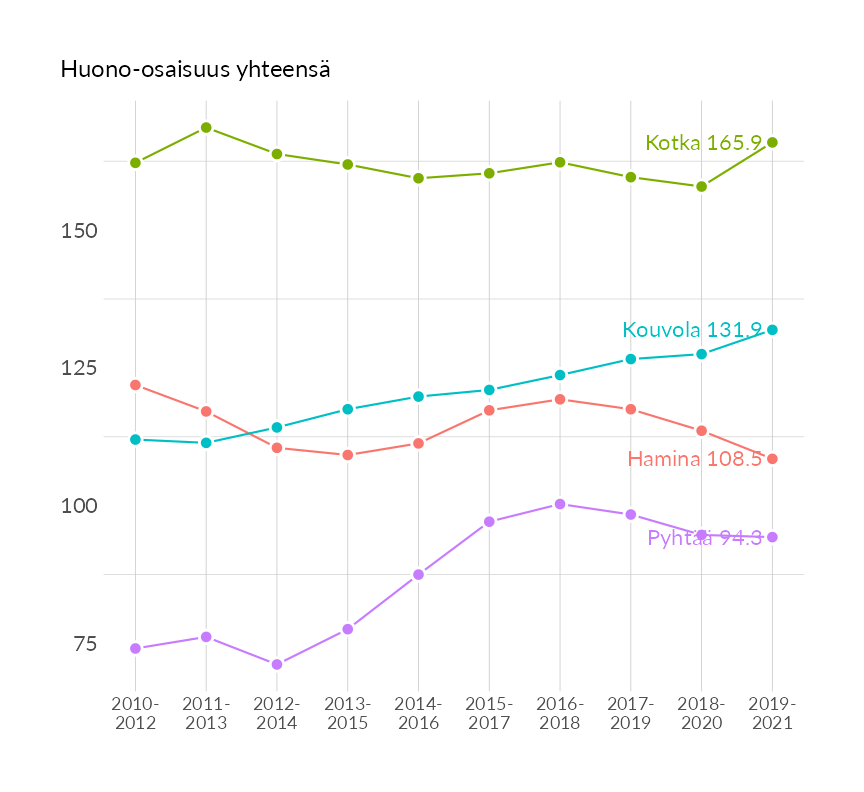 Huono-osaisuus yhteensä
Kotka 165.9
150
Kouvola 131.9
125
Hamina 108.5
100
Pyhtää 94.3
75
2010- 2011- 2012- 2013- 2014- 2015- 2016- 2017- 2018- 2019-
2012 2013 2014 2015 2016 2017 2018 2019 2020 2021